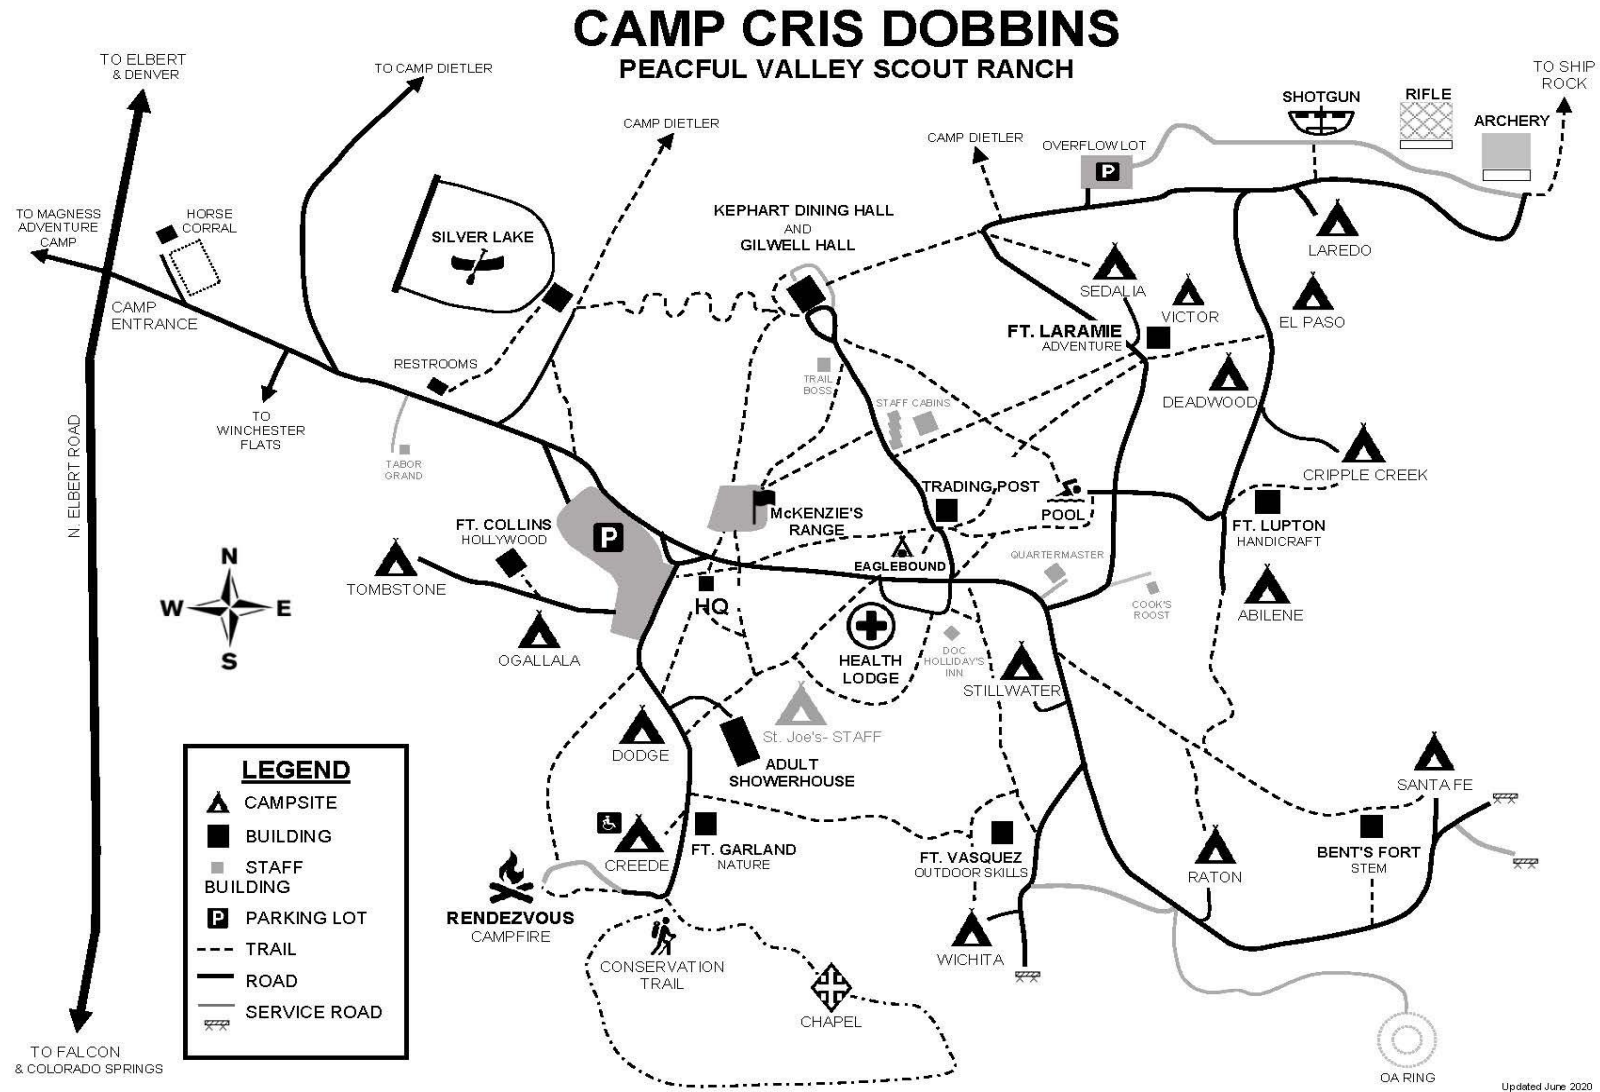 CAMP CRIS DOBBINS
PEACFUL VALLEY SCOUT RANCH
TO ELBERT
& DENVER
TO CAMP DIETLER
CAMP DIETLER
CAMP DIETLER
OVERFLOW LOT
P
SHOTGUN
RIFLE
ARCHERY
TO SHIP
ROCK
TO MAGNESS
ADVENTURE
CAMP
HORSE
CORRAL
SILVER LAKE
KEPHART DINING HALL
AND
GILWELL HALL
LAREDO
SEDALIA
VICTOR
EL PASO
CAMP
ENTRANCE
FT. LARAMIE
ADVENTURE
RESTROOMS
TRAIL
BOSS
STAFF CABINS
DEADWOOD
TO
WINCHESTER
FLATS
N. ELBERT ROAD
TABOR
GRAND
CRIPPLE CREEK
TRADING POST
POOL
McKENZIE'S
RANGE
FT. COLLINS
HOLLYWOOD
P
FT. LUPTON
HANDICRAFT
EAGLEBOUND
QUARTERMASTER
TOMBSTONE
HQ
COOK'S
ROOST
ABILENE
N
W
E
S
OGALLALA
HEALTH
LODGE
DOC
HOLLIDAY'S
INN
STILLWATER
DODGE
St. Joe's- STAFF
ADULT
SHOWERHOUSE
SANTA FE
LEGEND
CAMPSITE
BUILDING
STAFF
BUILDING
P PARKING LOT
TRAIL
ROAD
SERVICE ROAD
CREEDE
FT. GARLAND
NATURE
FT. VASQUEZ
OUTDOOR SKILLS
RATON
BENT'S FORT
STEM
RENDEZVOUS
CAMPFIRE
CONSERVATION
TRAIL
CHAPEL
WICHITA
OA RING
TO FALCON
& COLORADO SPRINGS
Updated June 2020